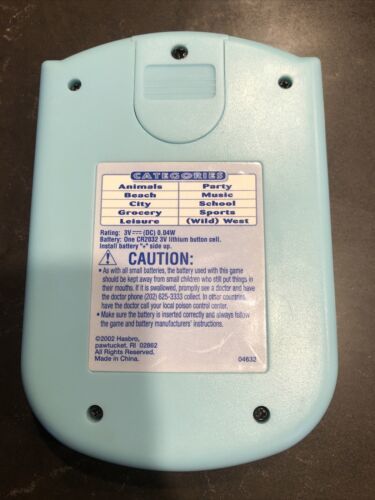 CATEGORIES
Animals Party
Beach Music
City School
Grocery Sports
Leisure (Wild) West
Rating: 3V (DC) 0.04W
Battery: One CR2032 3V lithium button cell.
Install battery "+" side up.
CAUTION:
• As with all small batteries, the battery used with this game
should be kept away from small children who still put things in
their mouths. If it is swallowed, promptly see a doctor and have
the doctor phone (202) 625-3333 collect. In other countries,
have the doctor call your local poison control center.
• Make sure the battery is inserted correctly and always follow
the game and battery manufacturers' instructions.
©2002 Hasbro,
pawtucket, RI 02862
All Rights Reserved.
Made in China. 04632